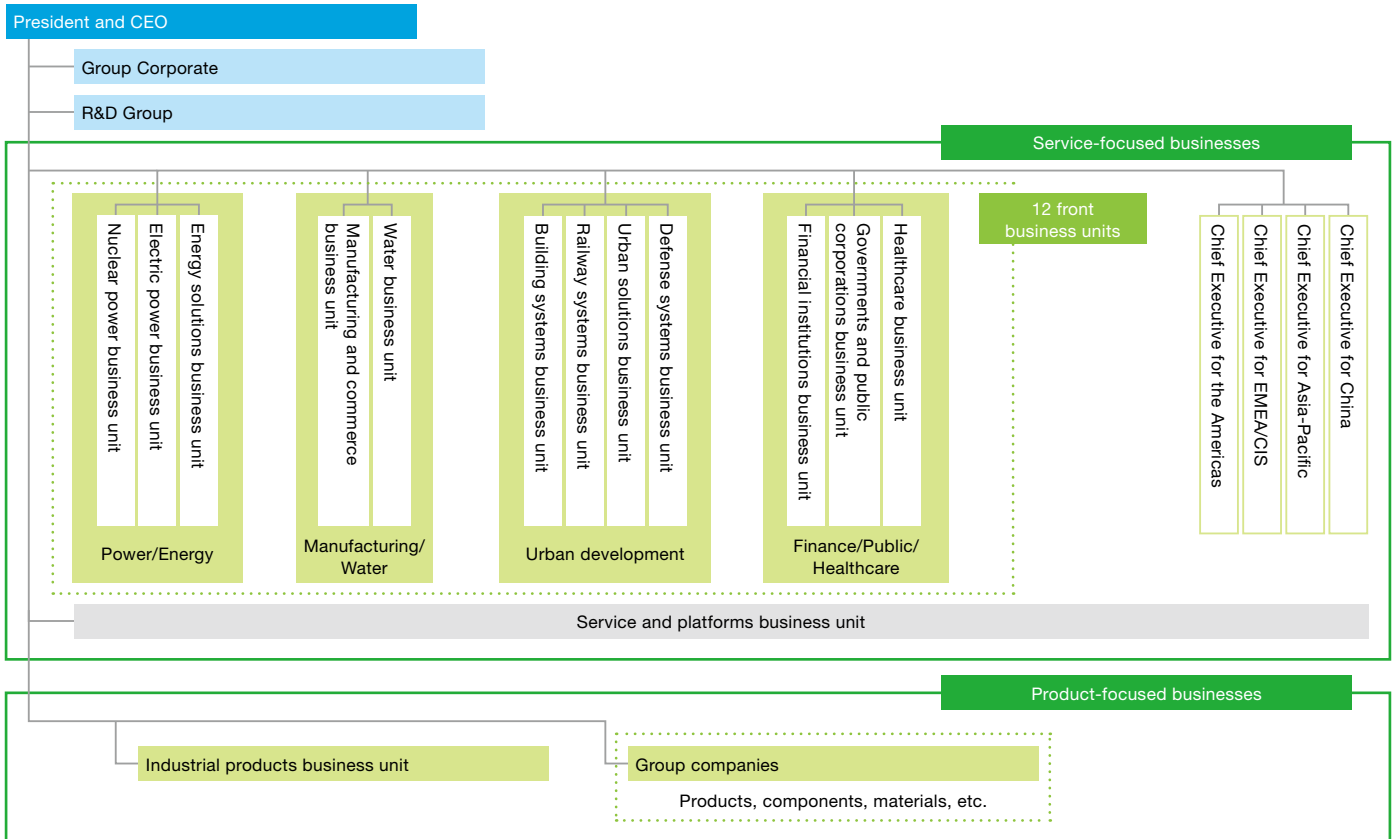 President and CEO
Group Corporate
R&D Group
Service-focused businesses
12 front
business units
Nuclear power business unit
Electric power business unit
Energy solutions business unit
Power/Energy
Manufacturing and commerce
business unit
Water business unit
Manufacturing/
Water
Building systems business unit
Railway systems business unit
Urban solutions business unit
Defense systems business unit
Urban development
Financial institutions business unit
Governments and public
corporations business unit
Healthcare business unit
Finance/Public/
Healthcare
Chief Executive for the Americas
Chief Executive for EMEA/CIS
Chief Executive for Asia-Pacific
Chief Executive for China
Service and platforms business unit
Product-focused businesses
Industrial products business unit
Group companies
Products, components, materials, etc.